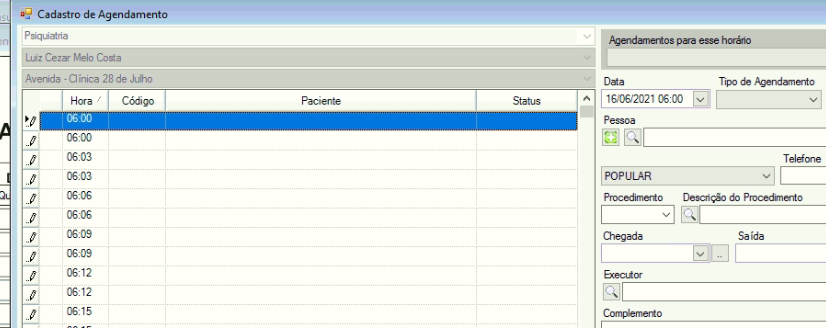 Cadastro de Agendamento
Psiquiatria
Luiz Cezar Melo Costa
Avenida - Clínica 28 de Julho
Hora Código Paciente Status
06:00
06:00
06:03
06:03
06:06
06:06
06:09
06:09
06:12
06:12
06:15
Agendamentos para esse horário
Data Tipo de Agendamento
16/06/2021 06:00
Pessoa
Telefone
POPULAR
Procedimento Descrição do Procedimento
Chegada Saída
..
Executor
Complemento